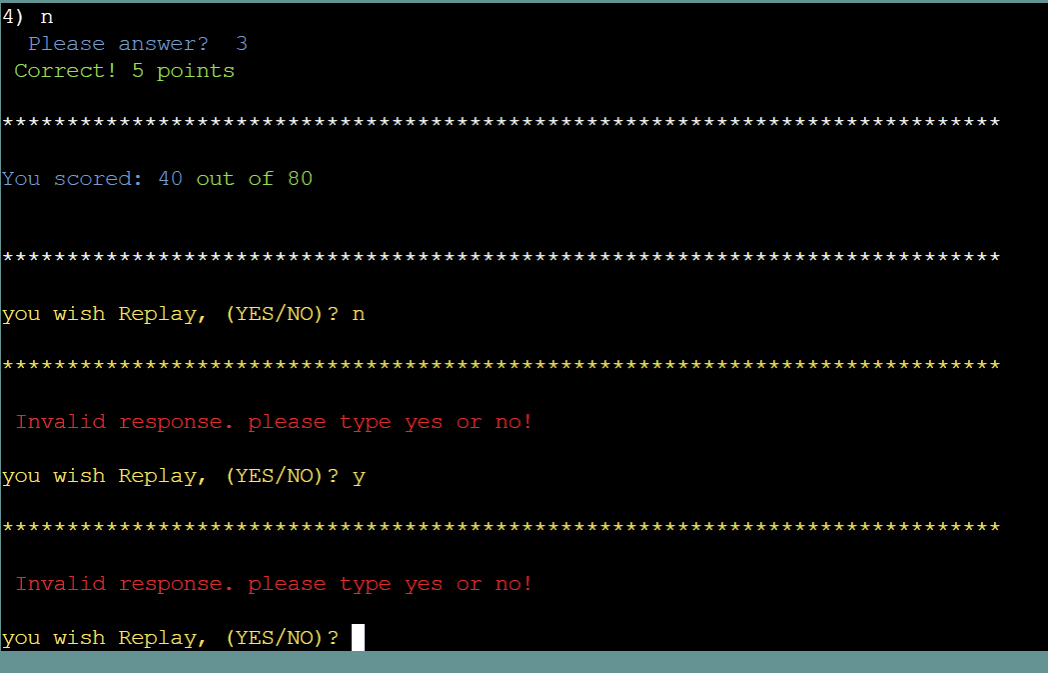 4) n
Please answer? 3
Correct! 5 points
*****************************************************************************
You scored: 40 out of 80
*****************************************************************************
you wish Replay, (YES/NO)? n
*****************************************************************************
Invalid response. please type yes or no!
you wish Replay, (YES/NO)? y
*****************************************************************************
Invalid response. please type yes or no!
you wish Replay, (YES/NO)?